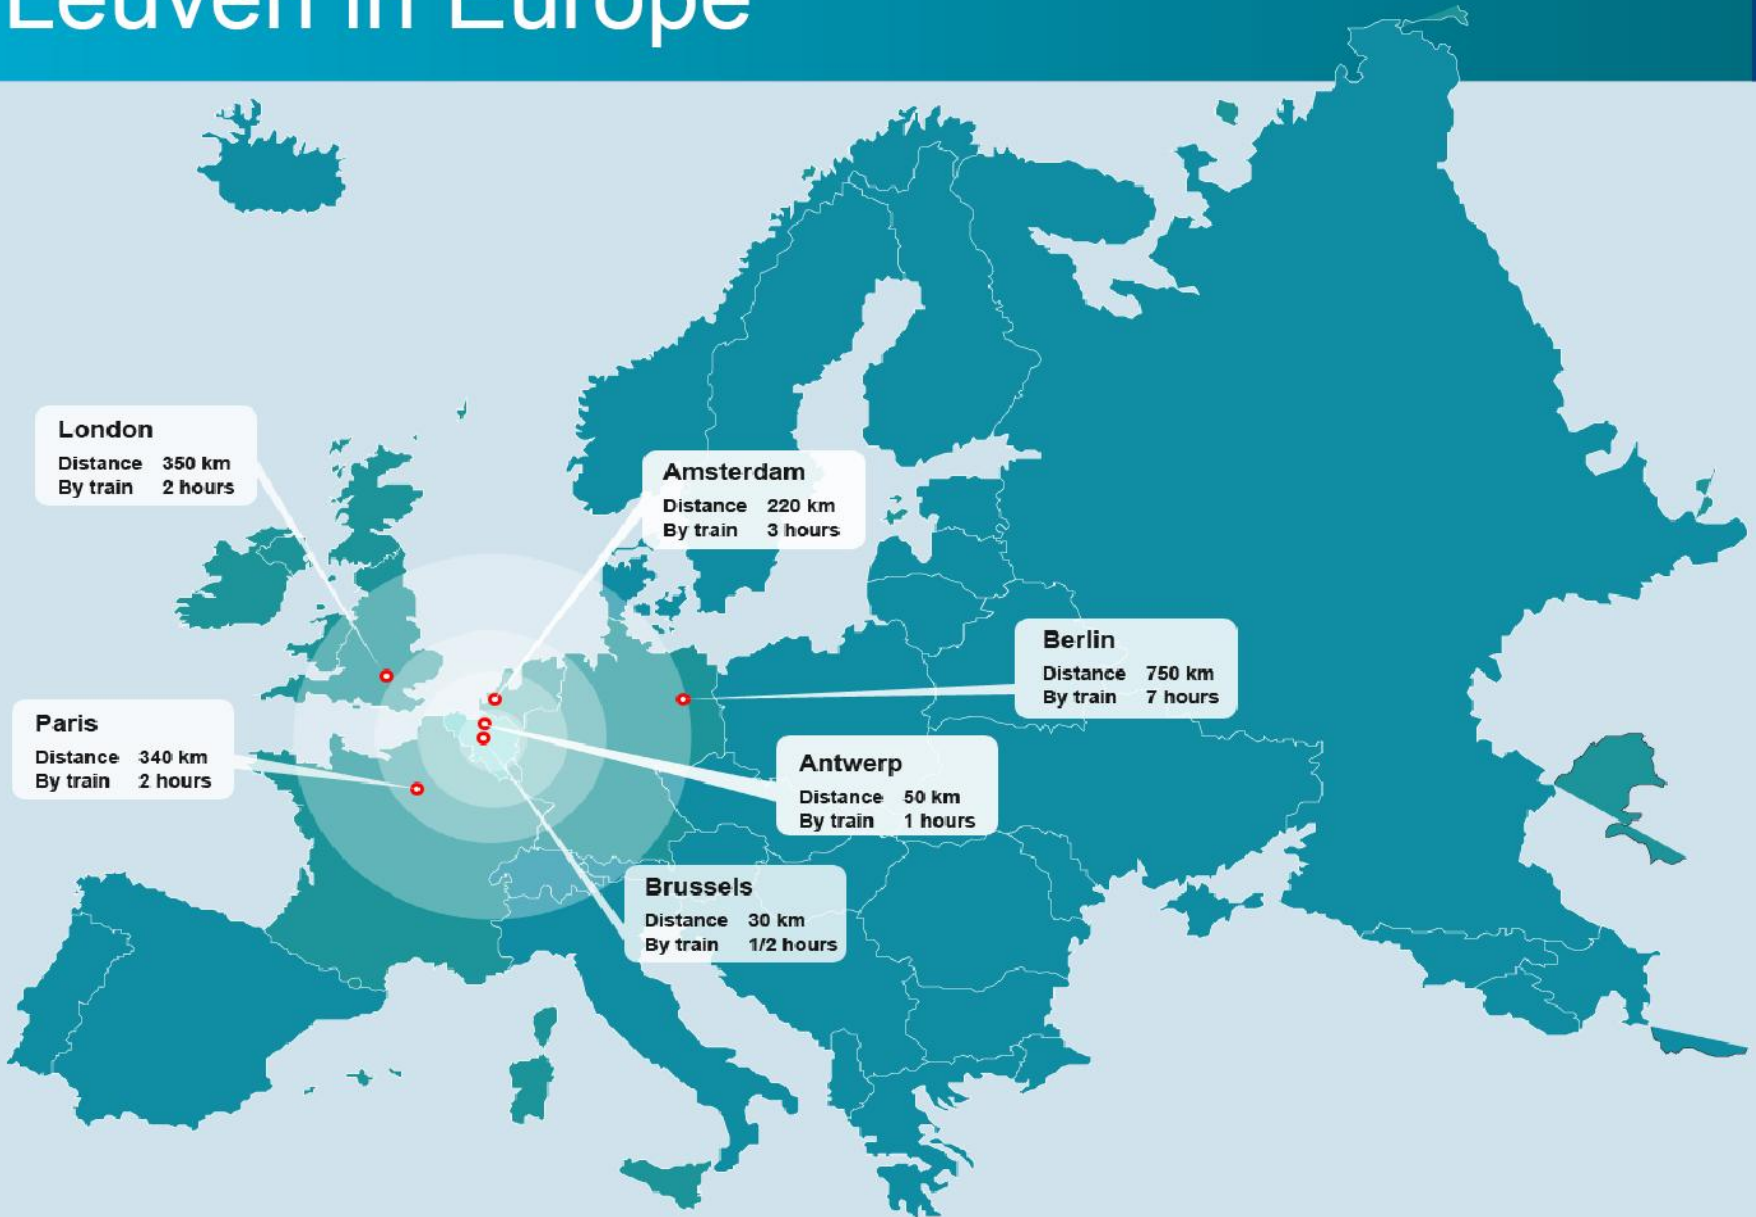 Leuven in Europe
London
Distance 350 km
By train 2 hours
Amsterdam
Distance 220 km
By train 3 hours
Berlin
Distance 750 km
By train 7 hours
Paris
Distance 340 km
By train 2 hours
Antwerp
Distance 50 km
By train 1 hours
Brussels
Distance 30 km
By train 1/2 hours